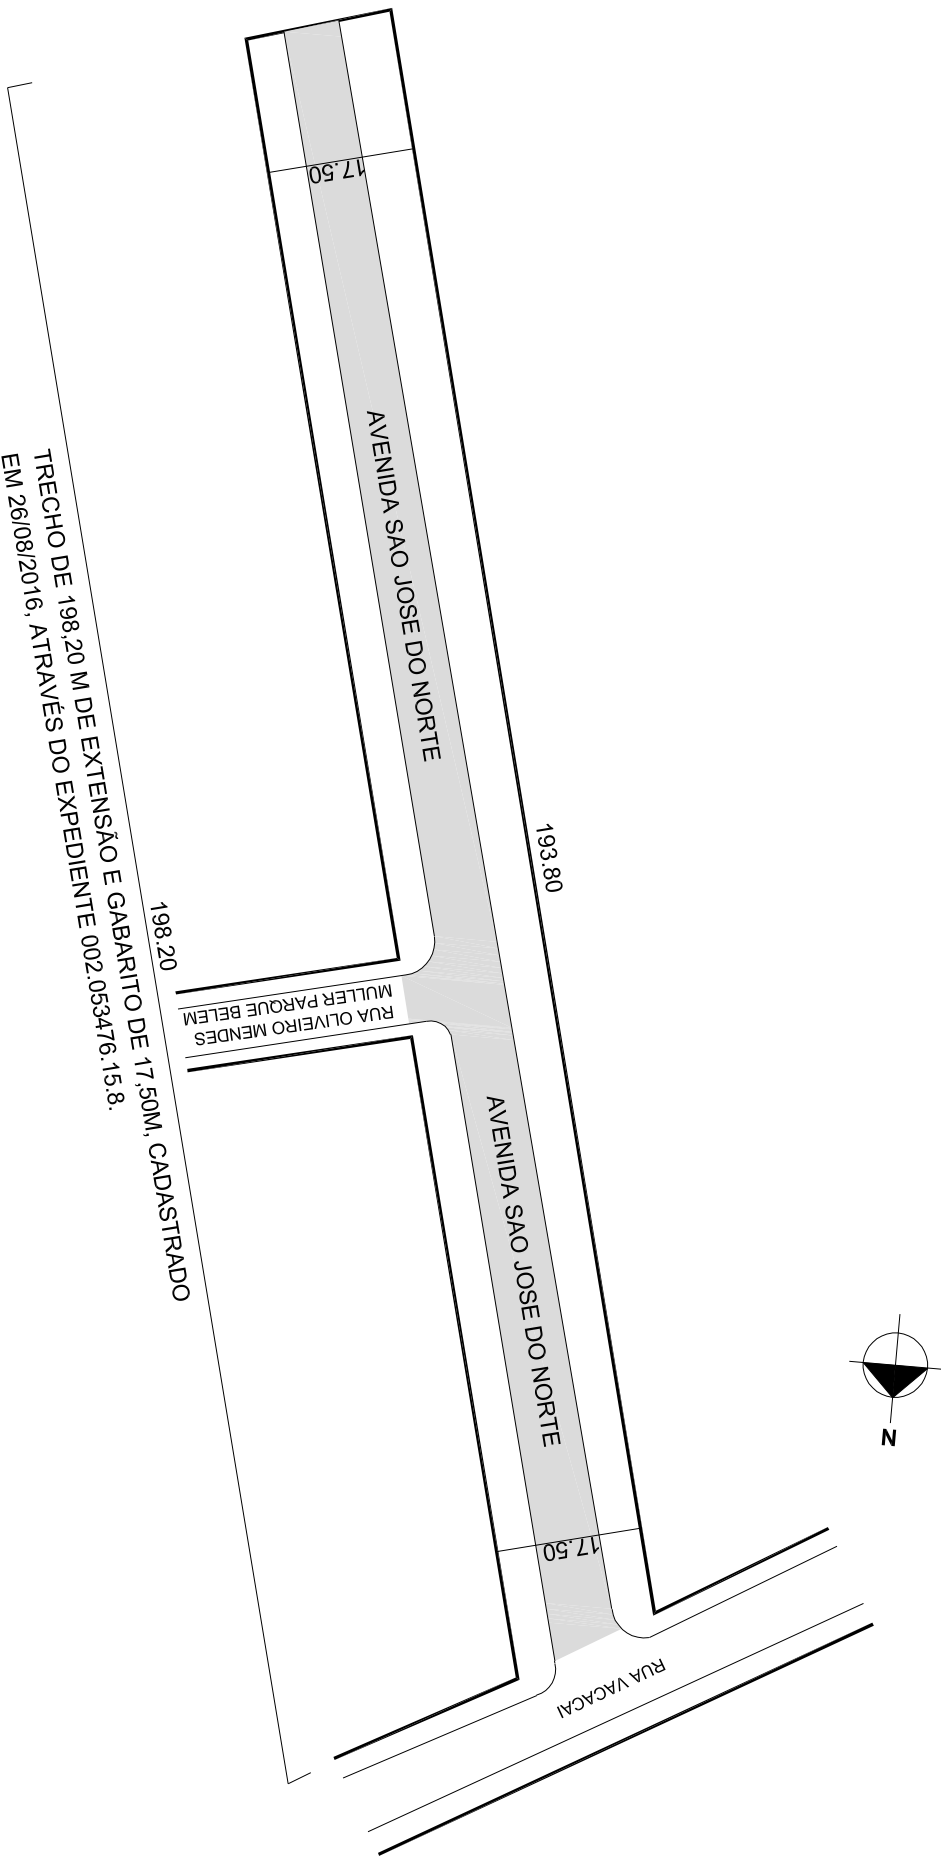 17.50
AVENIDA SAO JOSE DO NORTE
193.80
198.20
TRECHO DE 198,20 M DE EXTENSÃO E GABARITO DE 17,50M, CADASTRADO
EM 26/08/2016, ATRAVÉS DO EXPEDIENTE 002.053476.15.8.
RUA OLIVEIRO MENDES
MULLER PARQUE BELEM
AVENIDA SAO JOSE DO NORTE
N
17.50
RUA VACACAI